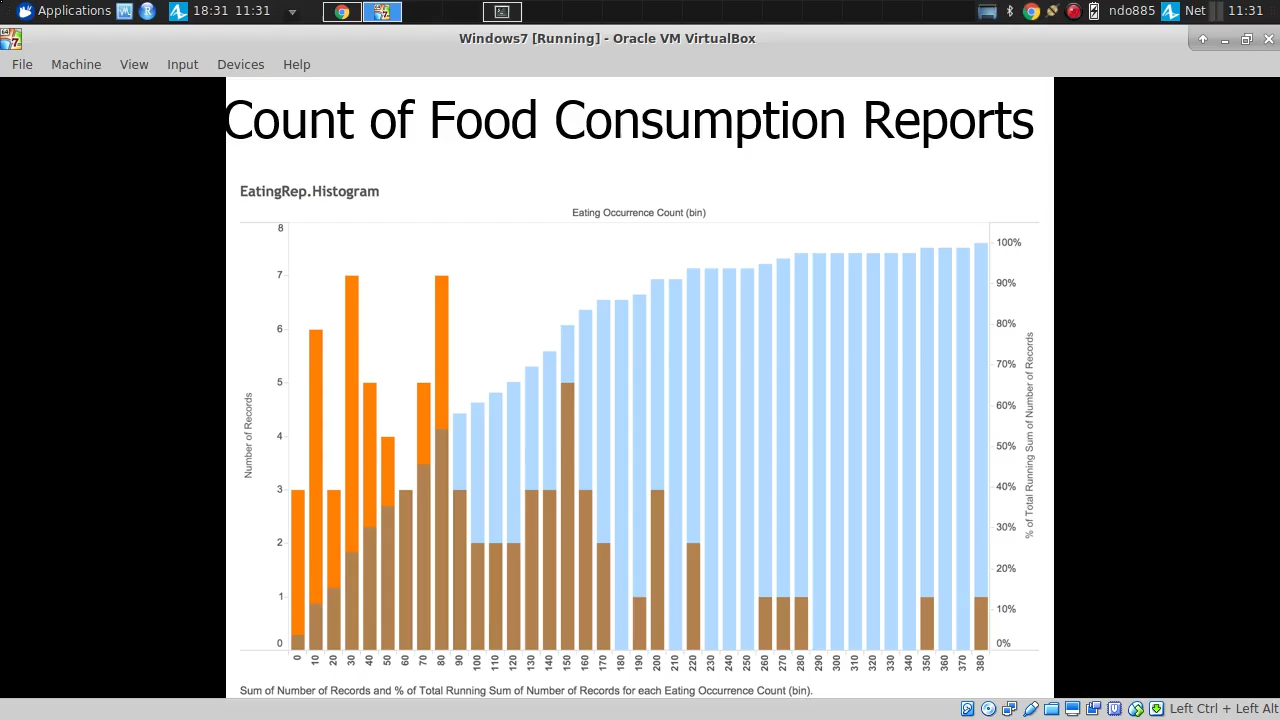 Applications 18:31 11:31 ndo885 Net 11:31
Windows7 [Running] - Oracle VM VirtualBox
File Machine View Input Devices Help
Count of Food Consumption Reports
EatingRep.Histogram
Eating Occurrence Count (bin)
8
7
6
5
4
3
2
1
0
Number of Records
100%
90%
80%
70%
60%
50%
40%
30%
20%
10%
0%
% of Total Running Sum of Number of Records
0 10 20 30 40 50 60 70 80 90 100 110 120 130 140 150 160 170 180 190 200 210 220 230 240 250 260 270 280 290 300 310 320 330 340 350 360 370 380
Sum of Number of Records and % of Total Running Sum of Number of Records for each Eating Occurrence Count (bin).
Left Ctrl + Left Alt